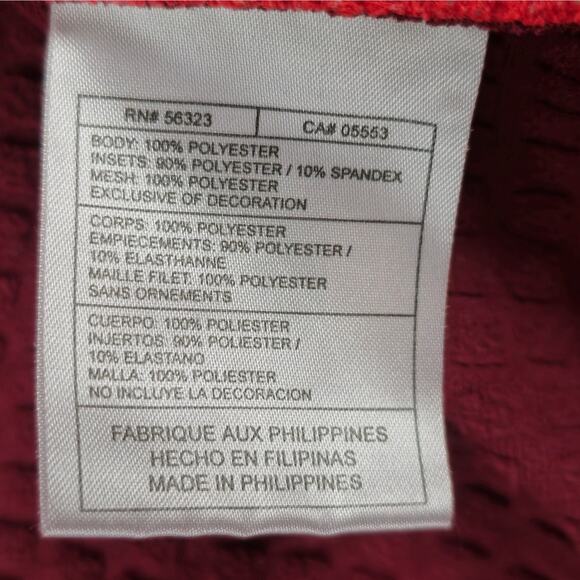 RN# 56323 CA# 05553
BODY: 100% POLYESTER
INSETS: 90% POLYESTER / 10% SPANDEX
MESH: 100% POLYESTER
EXCLUSIVE OF DECORATION
CORPS: 100% POLYESTER
EMPIECEMENTS: 90% POLYESTER /
10% ELASTHANNE
MAILLE FILET: 100% POLYESTER
SANS ORNEMENTS
CUERPO: 100% POLIESTER
INJERTOS: 90% POLIESTER /
10% ELASTANO
MALLA: 100% POLIESTER
NO INCLUYE LA DECORACION
FABRIQUE AUX PHILIPPINES
HECHO EN FILIPINAS
MADE IN PHILIPPINES